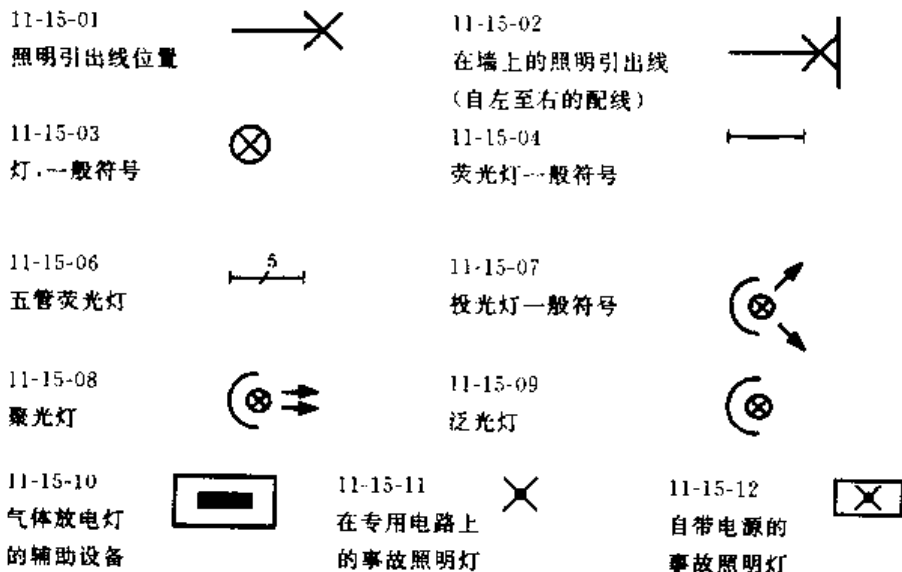 11-15-01
照明引出线位置
11-15-02
在墙上的照明引出线
（自左至右的配线）
11-15-03
灯，一般符号
11-15-04
荧光灯一般符号
11-15-06
五管荧光灯
5
11-15-07
投光灯一般符号
11-15-08
聚光灯
11-15-09
泛光灯
11-15-10
气体放电灯
的辅助设备
11-15-11
在专用电路上
的事故照明灯
11-15-12
自带电源的
事故照明灯